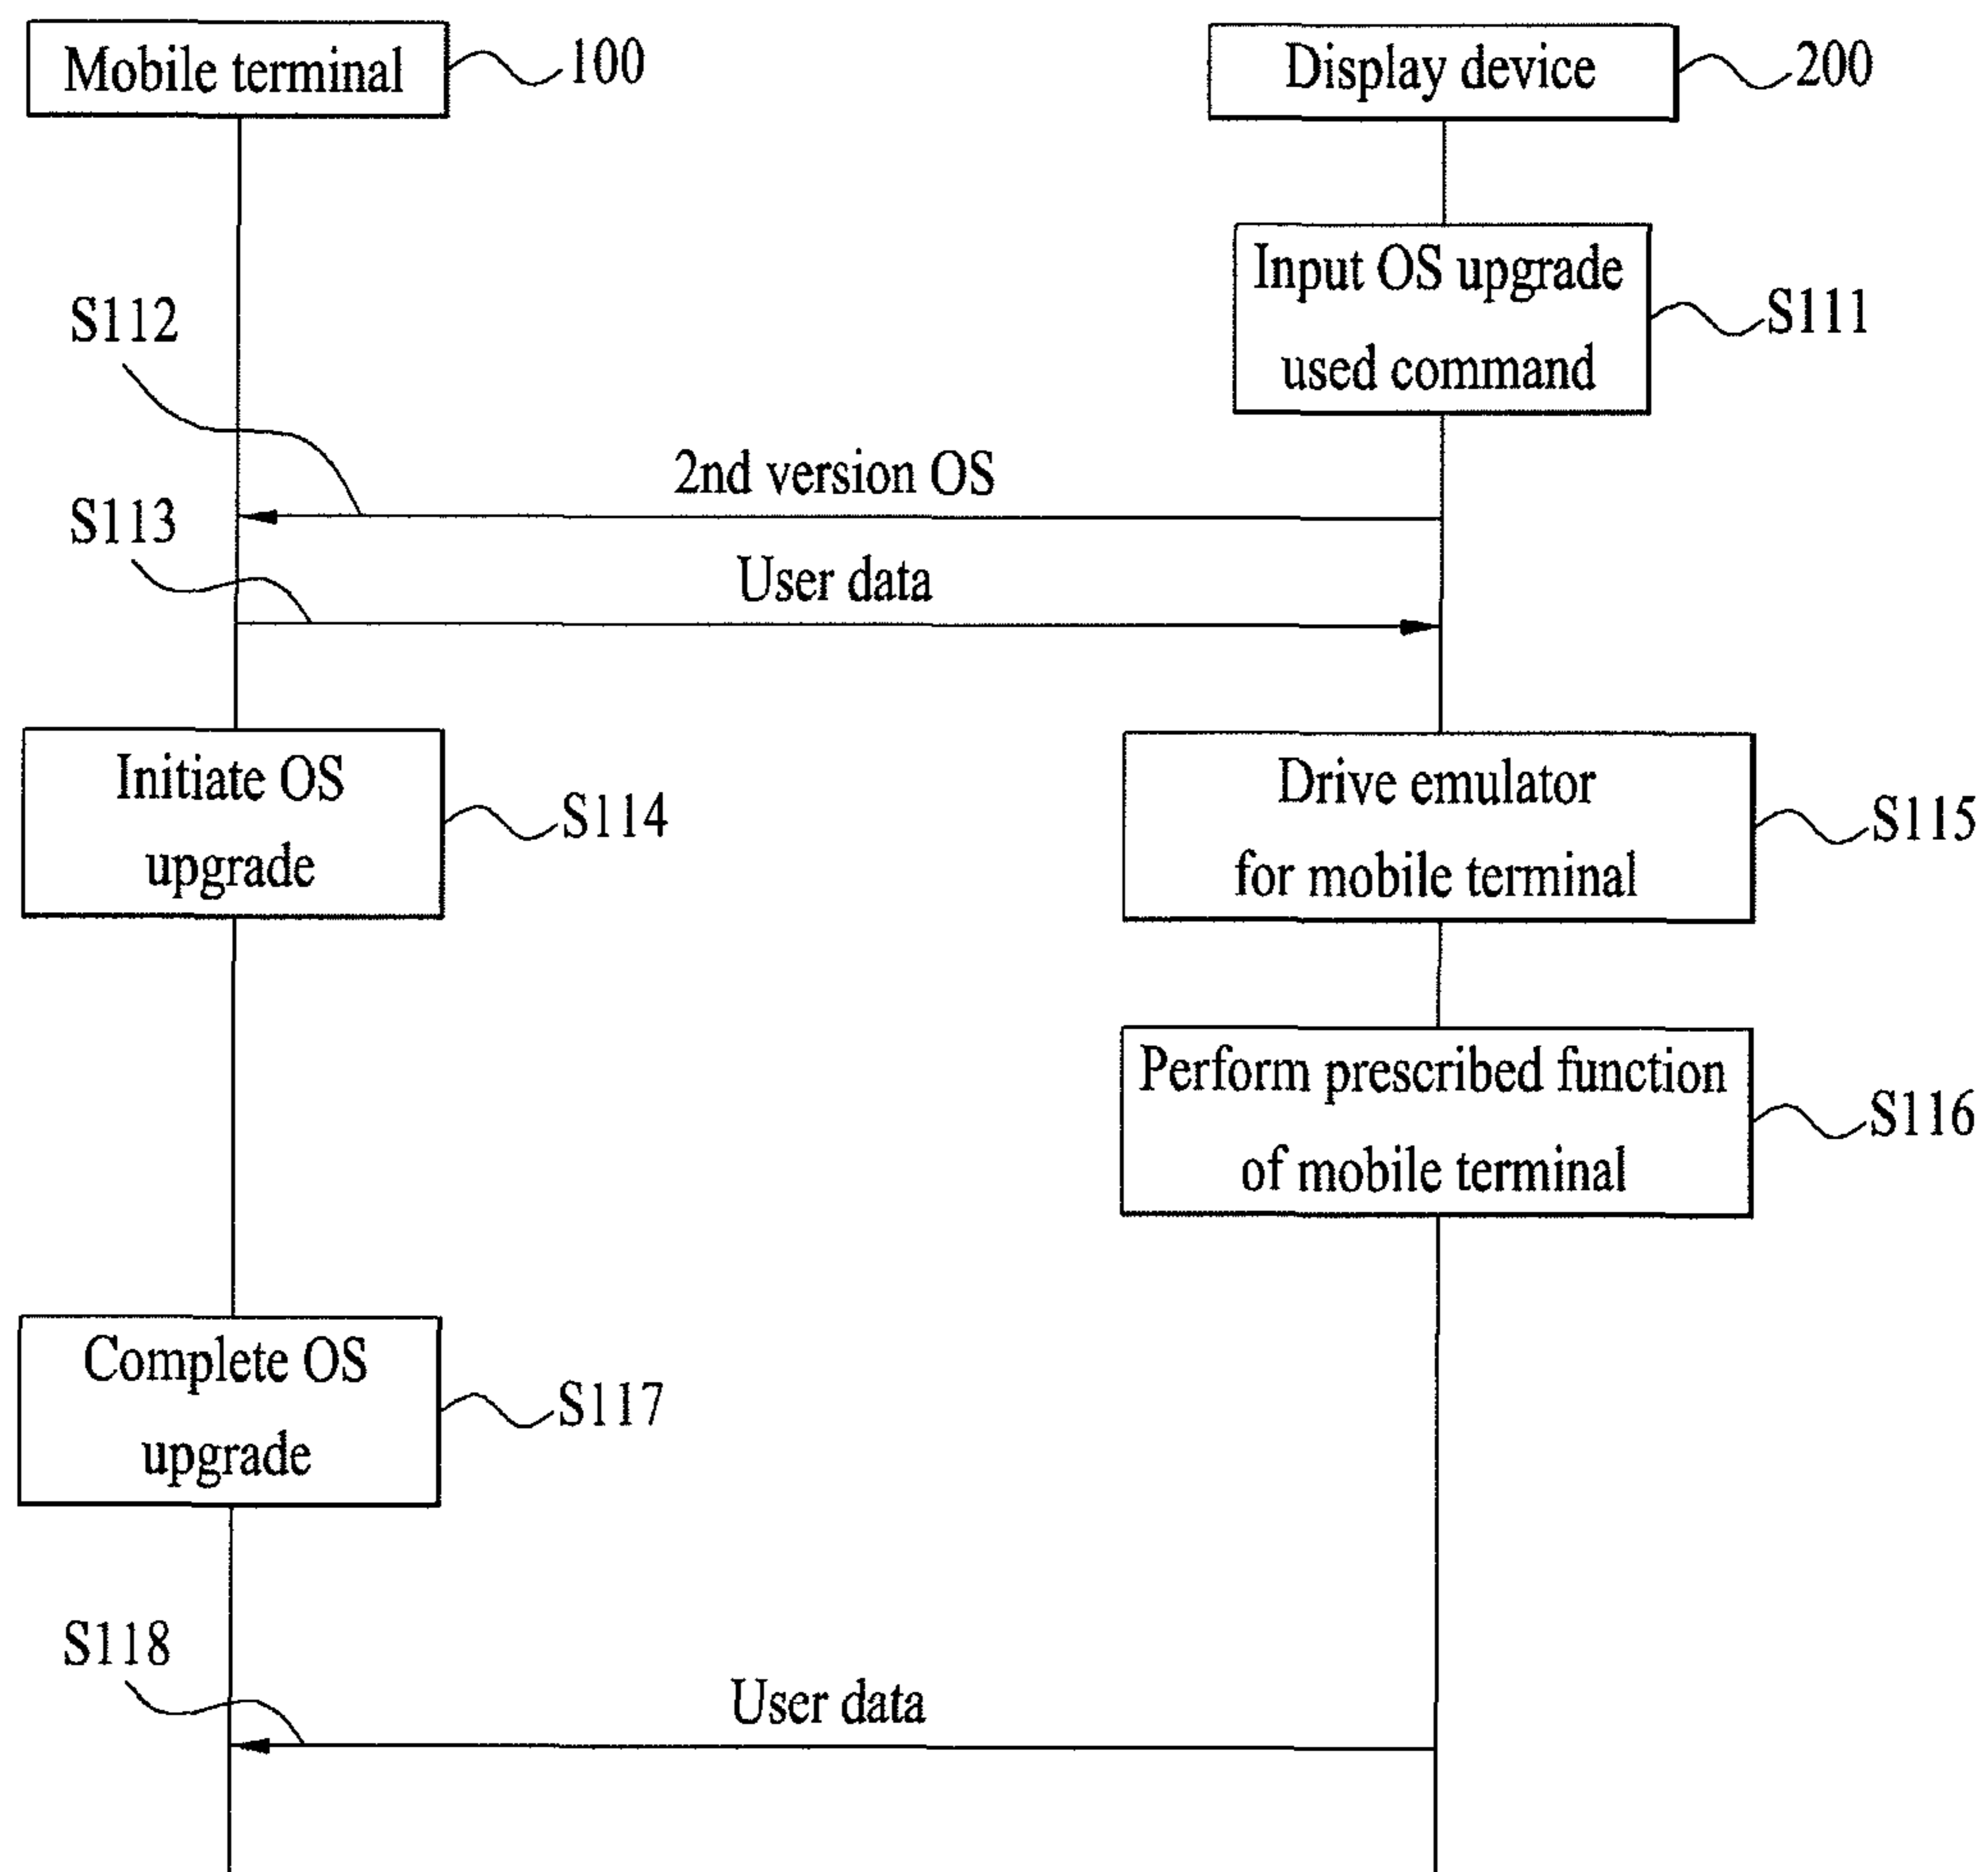 Mobile terminal
100
Display device
200
Input OS upgrade
used command
S111
S112
2nd version OS
S113
User data
Initiate OS
upgrade
S114
Drive emulator
for mobile terminal
S115
Perform prescribed function
of mobile terminal
S116
Complete OS
upgrade
S117
S118
User data